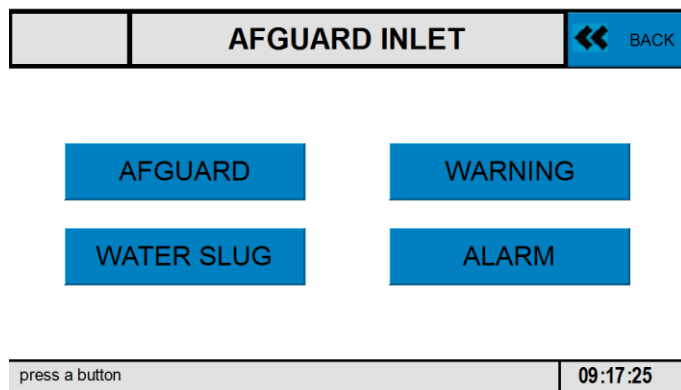 AFGUARD INLET
BACK
AFGUARD
WARNING
WATER SLUG
ALARM
press a button
09:17:25